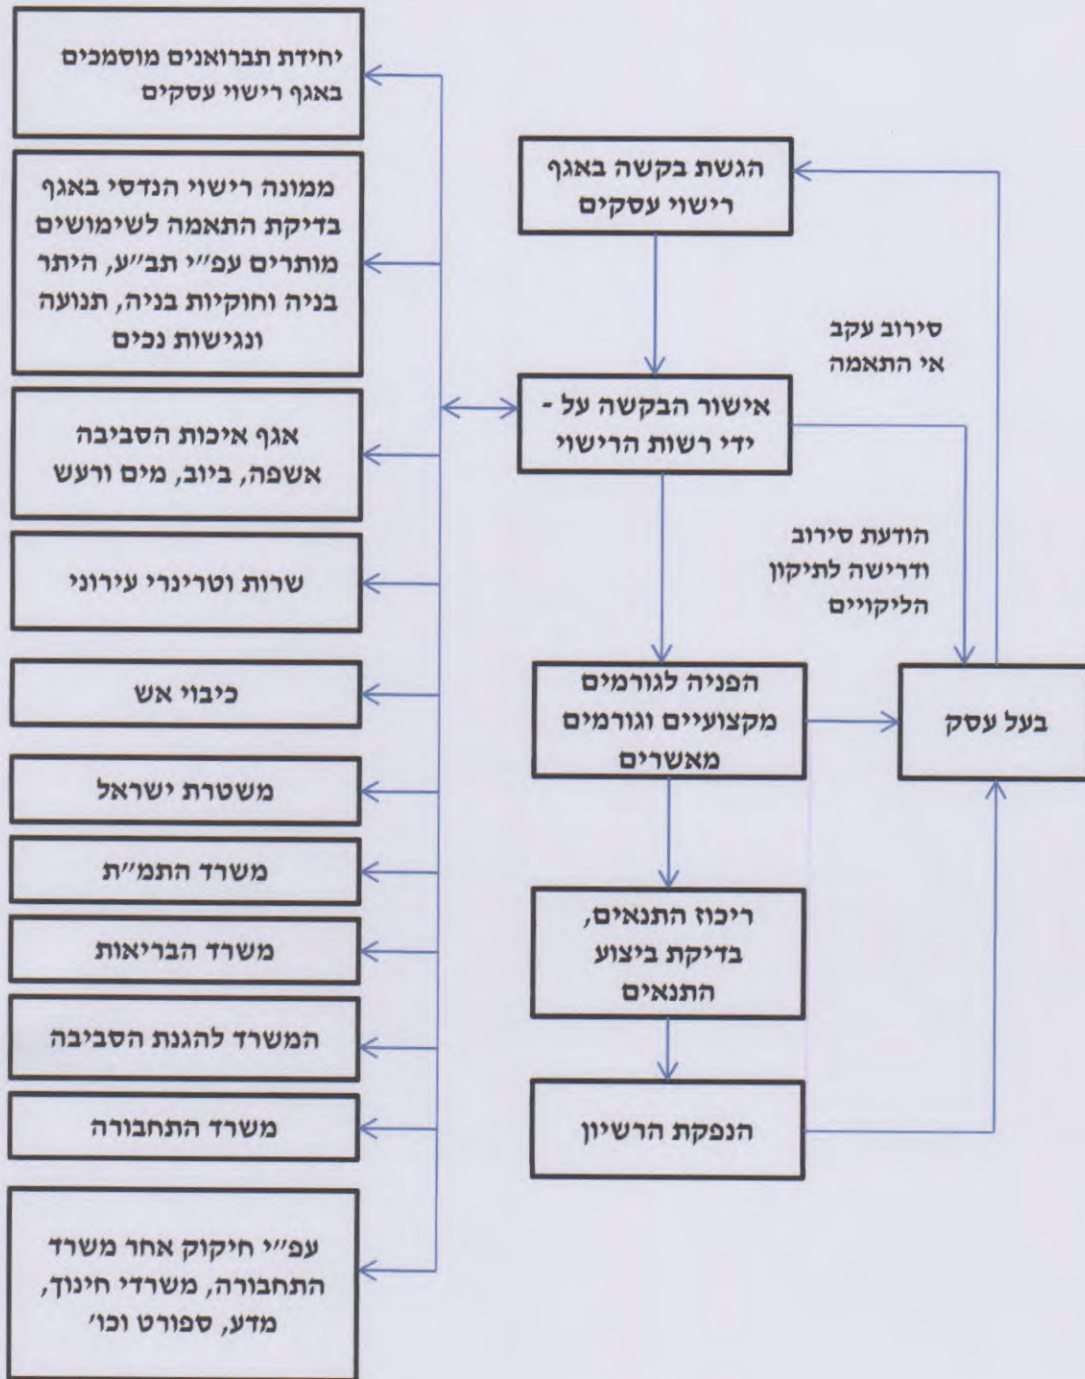 הגשת בקשה באגף
רישוי עסקים
סירוב עקב
אי התאמה
אישור הבקשה על -
ידי רשות הרישוי
הודעת סירוב
ודרישה לתיקון
הליקויים
בעל עסק
הפניה לגורמים
מקצועיים וגורמים
מאשרים
ריכוז התנאים,
בדיקת ביצוע
התנאים
הנפקת הרשיון
יחידת תברואנים מוסמכים
באגף רישוי עסקים
ממונה רישוי הנדסי באגף
בדיקת התאמה לשימושים
מותרים עפ״י תב״ע, היתר
בניה וחוקיות בניה, תנועה
ונגישות נכים
אגף איכות הסביבה
אשפה, ביוב, מים ורעש
שרות וטרינרי עירוני
כיבוי אש
משטרת ישראל
משרד התמ״ת
משרד הבריאות
המשרד להגנת הסביבה
משרד התחבורה
עפ״י חיקוק אחר משרד
התחבורה, משרדי חינוך,
מדע, ספורט וכו׳